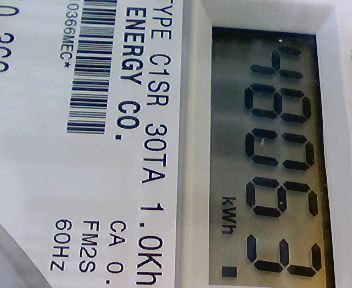 48063
kWh
TYPE C1SR 30TA 1.0Kh
ENERGY CO.
CA 0.
FM2S
0366MEC*
60Hz